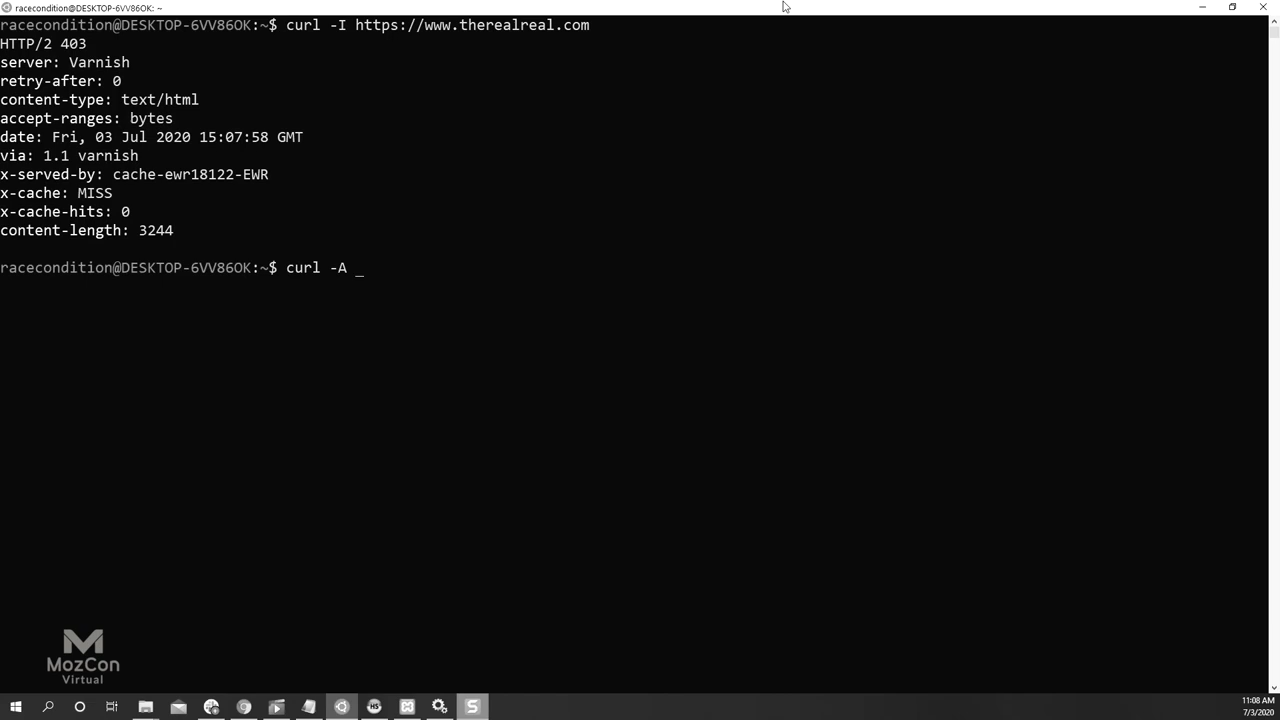 racecondition@DESKTOP-6VV86OK: ~
racecondition@DESKTOP-6VV86OK:~$ curl -I https://www.therealreal.com
HTTP/2 403
server: Varnish
retry-after: 0
content-type: text/html
accept-ranges: bytes
date: Fri, 03 Jul 2020 15:07:58 GMT
via: 1.1 varnish
x-served-by: cache-ewr18122-EWR
x-cache: MISS
x-cache-hits: 0
content-length: 3244
racecondition@DESKTOP-6VV86OK:~$ curl -A _
MozCon
Virtual
HS
S
11:08 AM
7/3/2020